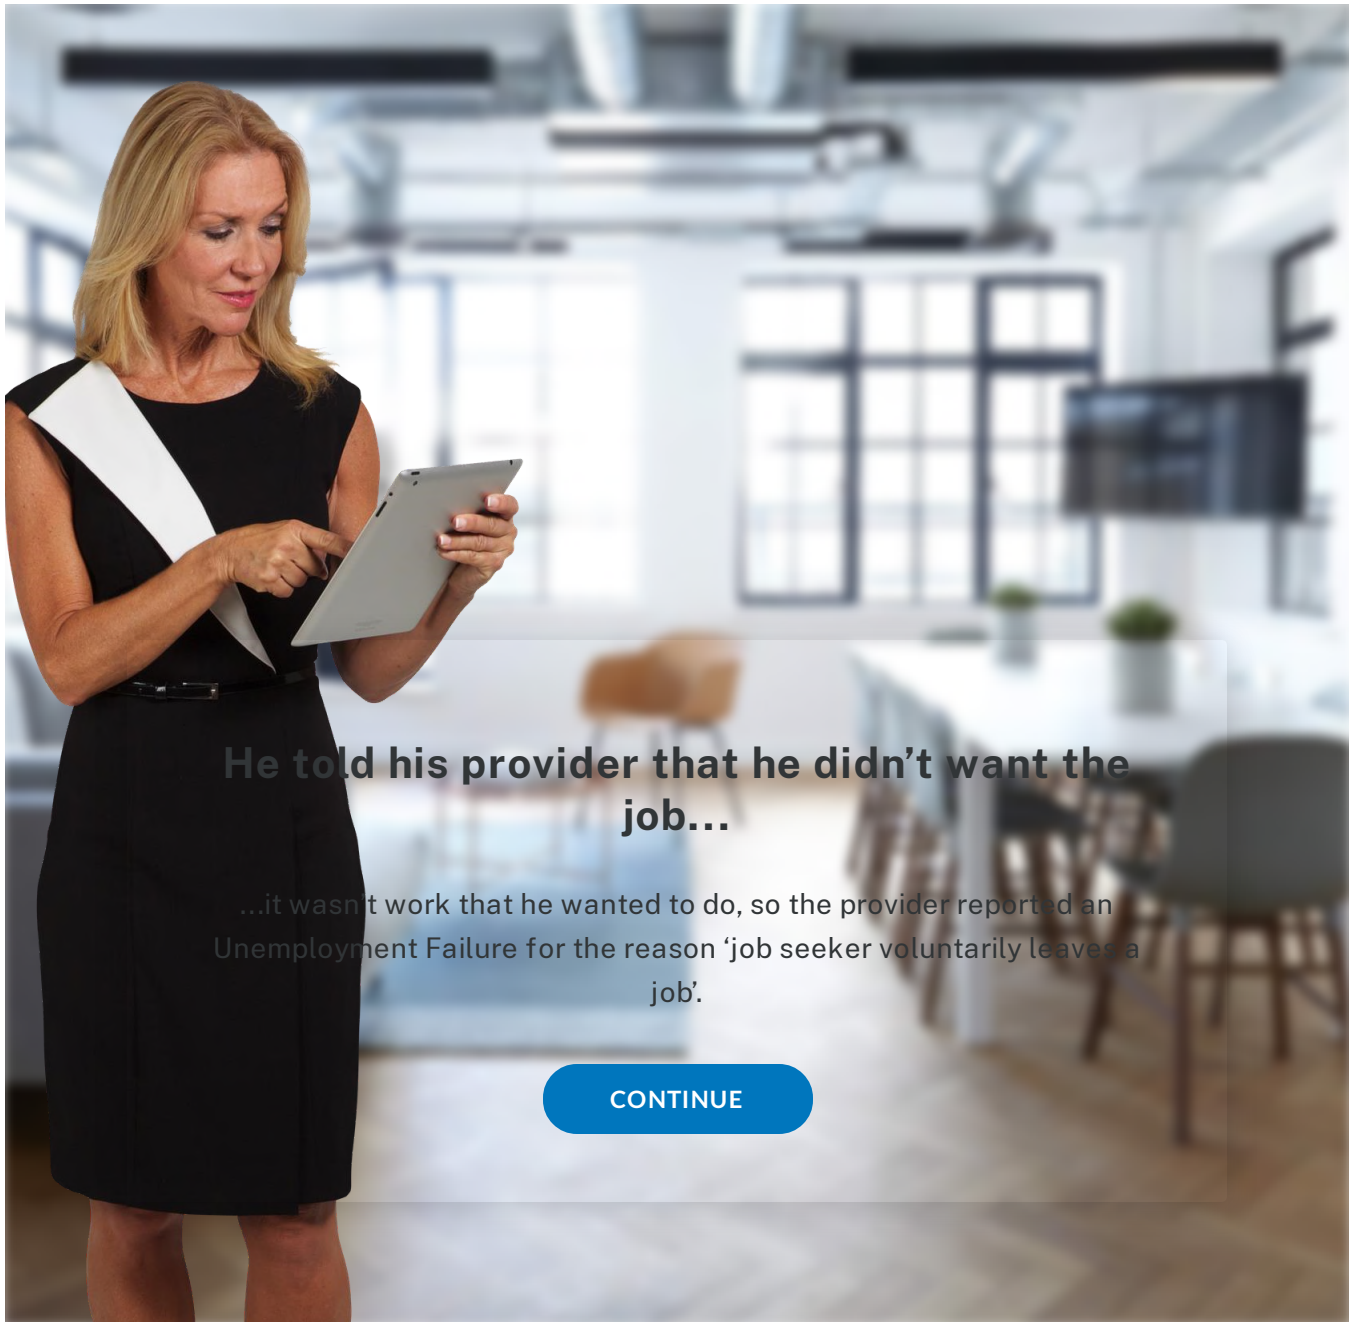 He told his provider that he didn’t want the
job...
...it wasn’t work that he wanted to do, so the provider reported an
Unemployment Failure for the reason ‘job seeker voluntarily leaves a
job’.
CONTINUE